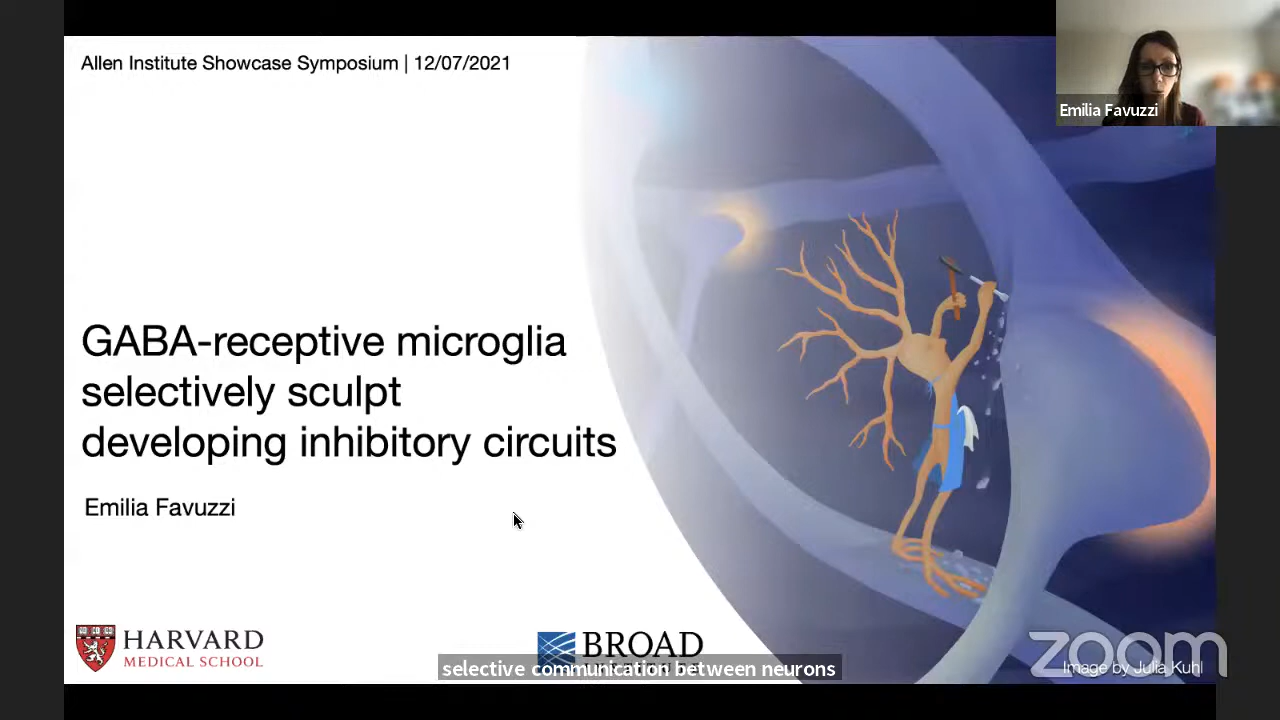 Allen Institute Showcase Symposium | 12/07/2021
Emilia Favuzzi
GABA-receptive microglia
selectively sculpt
developing inhibitory circuits
Emilia Favuzzi
HARVARD
MEDICAL SCHOOL
BROAD
selective communication between neurons
zoom
Image by Julia Kuhl